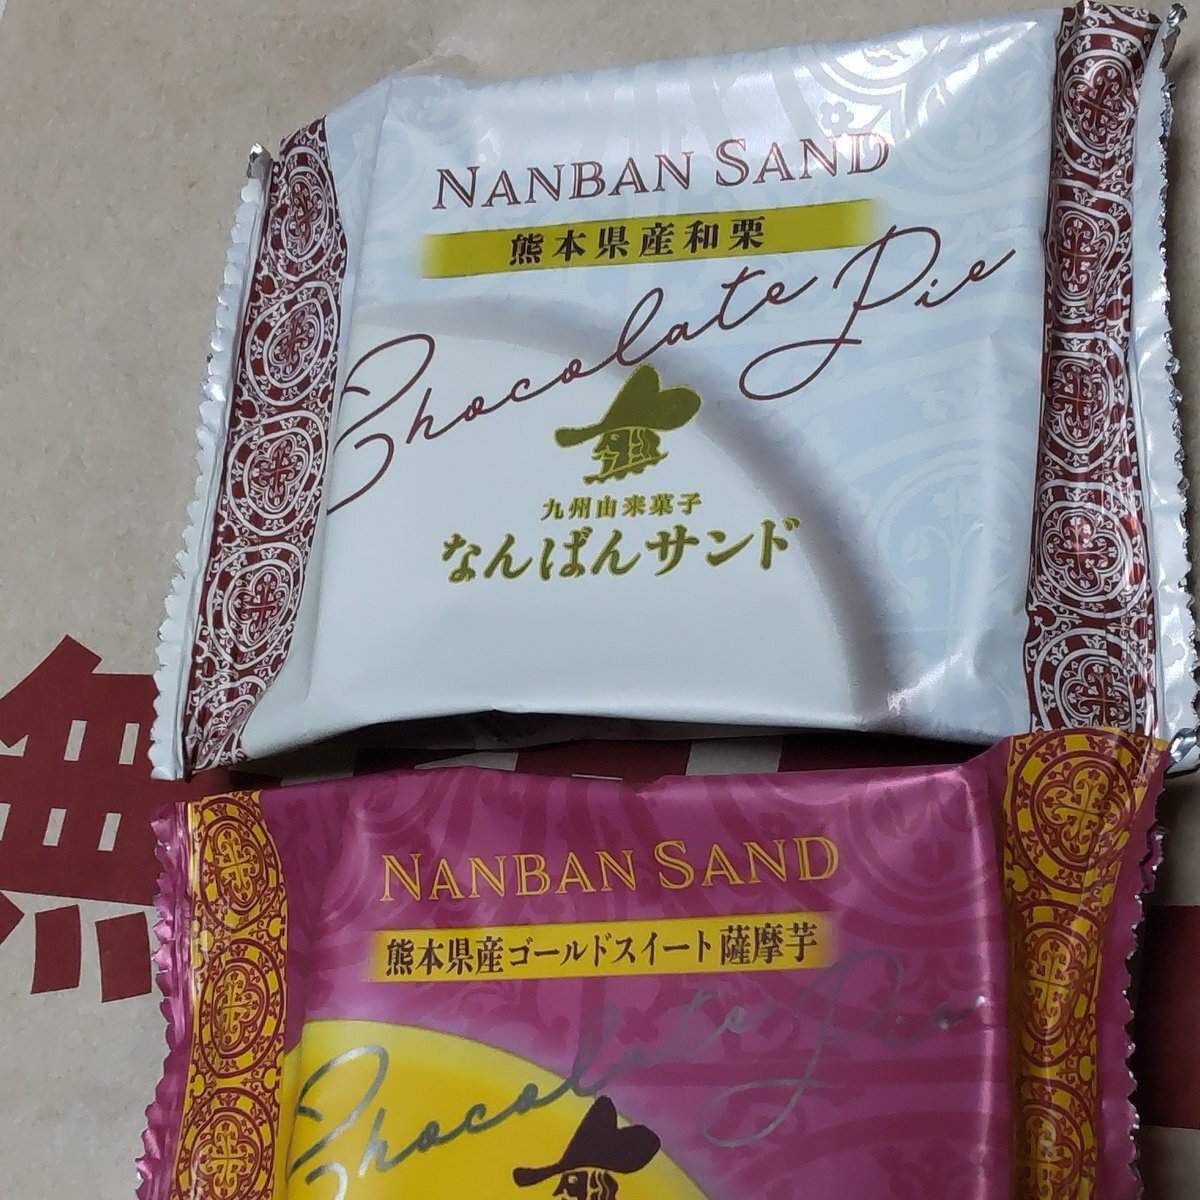 NANBAN SAND
熊本県産和栗
Chocolate Pie
九州由来菓子
なんばんサンド
NANBAN SAND
熊本県産ゴールドスイート薩摩芋
Chocolate Pie
無